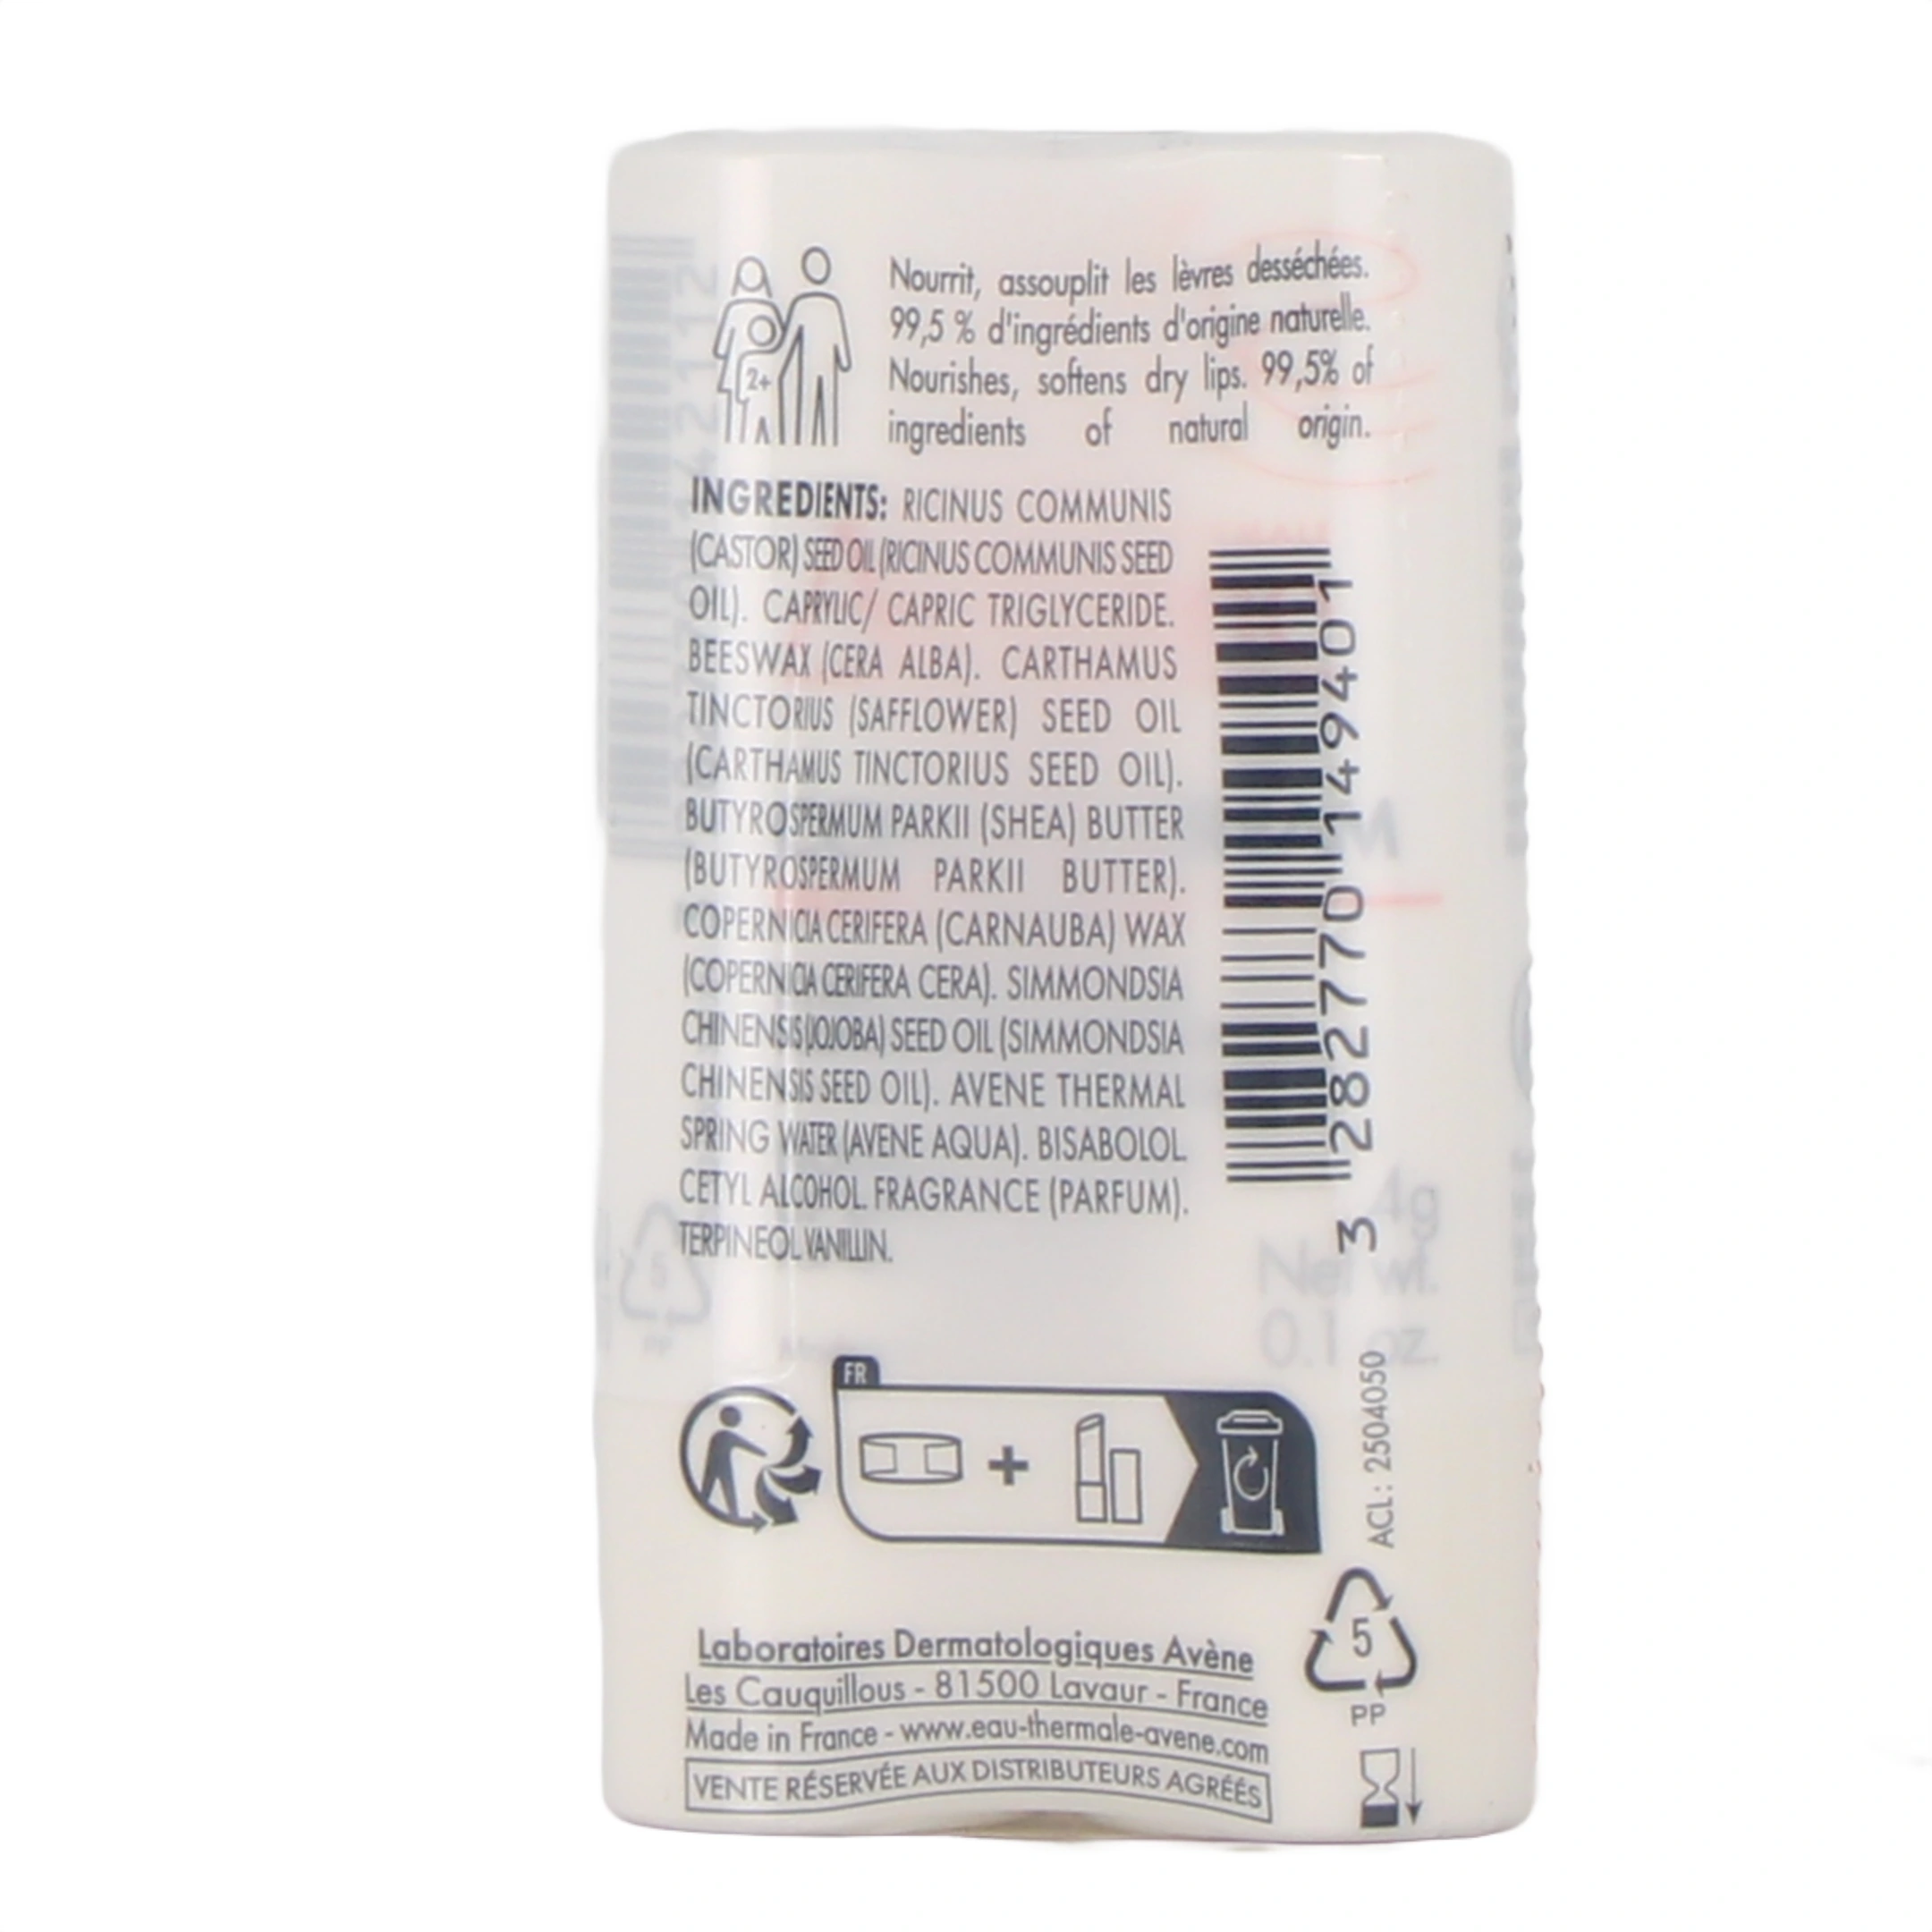 2+
Nourrit, assouplit les lèvres desséchées.
99,5 % d'ingrédients d'origine naturelle.
Nourishes, softens dry lips. 99,5% of
ingredients of natural origin.
INGREDIENTS: RICINUS COMMUNIS
(CASTOR) SEED OIL (RICINUS COMMUNIS SEED
OIL). CAPRYLIC/ CAPRIC TRIGLYCERIDE.
BEESWAX (CERA ALBA). CARTHAMUS
TINCTORIUS (SAFFLOWER) SEED OIL
(CARTHAMUS TINCTORIUS SEED OIL).
BUTYROSPERMUM PARKII (SHEA) BUTTER
(BUTYROSPERMUM PARKII BUTTER).
COPERNICIA CERIFERA (CARNAUBA) WAX
(COPERNICIA CERIFERA CERA). SIMMONDSIA
CHINENSIS (JOJOBA) SEED OIL (SIMMONDSIA
CHINENSIS SEED OIL). AVENE THERMAL
SPRING WATER (AVENE AQUA). BISABOLOL.
CETYL ALCOHOL. FRAGRANCE (PARFUM).
TERPINEOL. VANILLIN.
3 282770 149401
4g
Net wt.
0.1 oz.
FR
ACL: 2504050
5
PP
Laboratoires Dermatologiques Avène
Les Cauquillous - 81500 Lavaur - France
Made in France - www.eau-thermale-avene.com
VENTE RÉSERVÉE AUX DISTRIBUTEURS AGRÉÉS